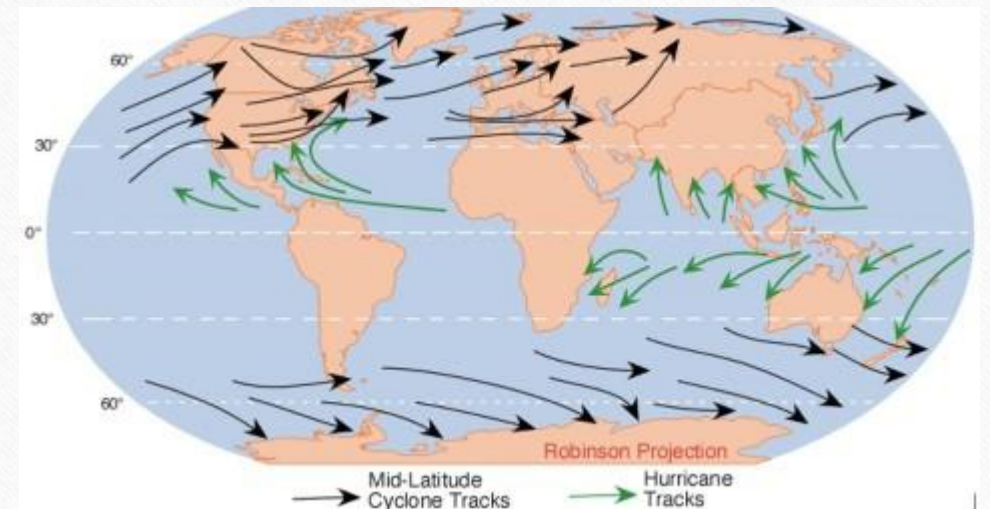 60°
30°
0°
30°
60°
Robinson Projection
Mid-Latitude
Cyclone Tracks
Hurricane
Tracks